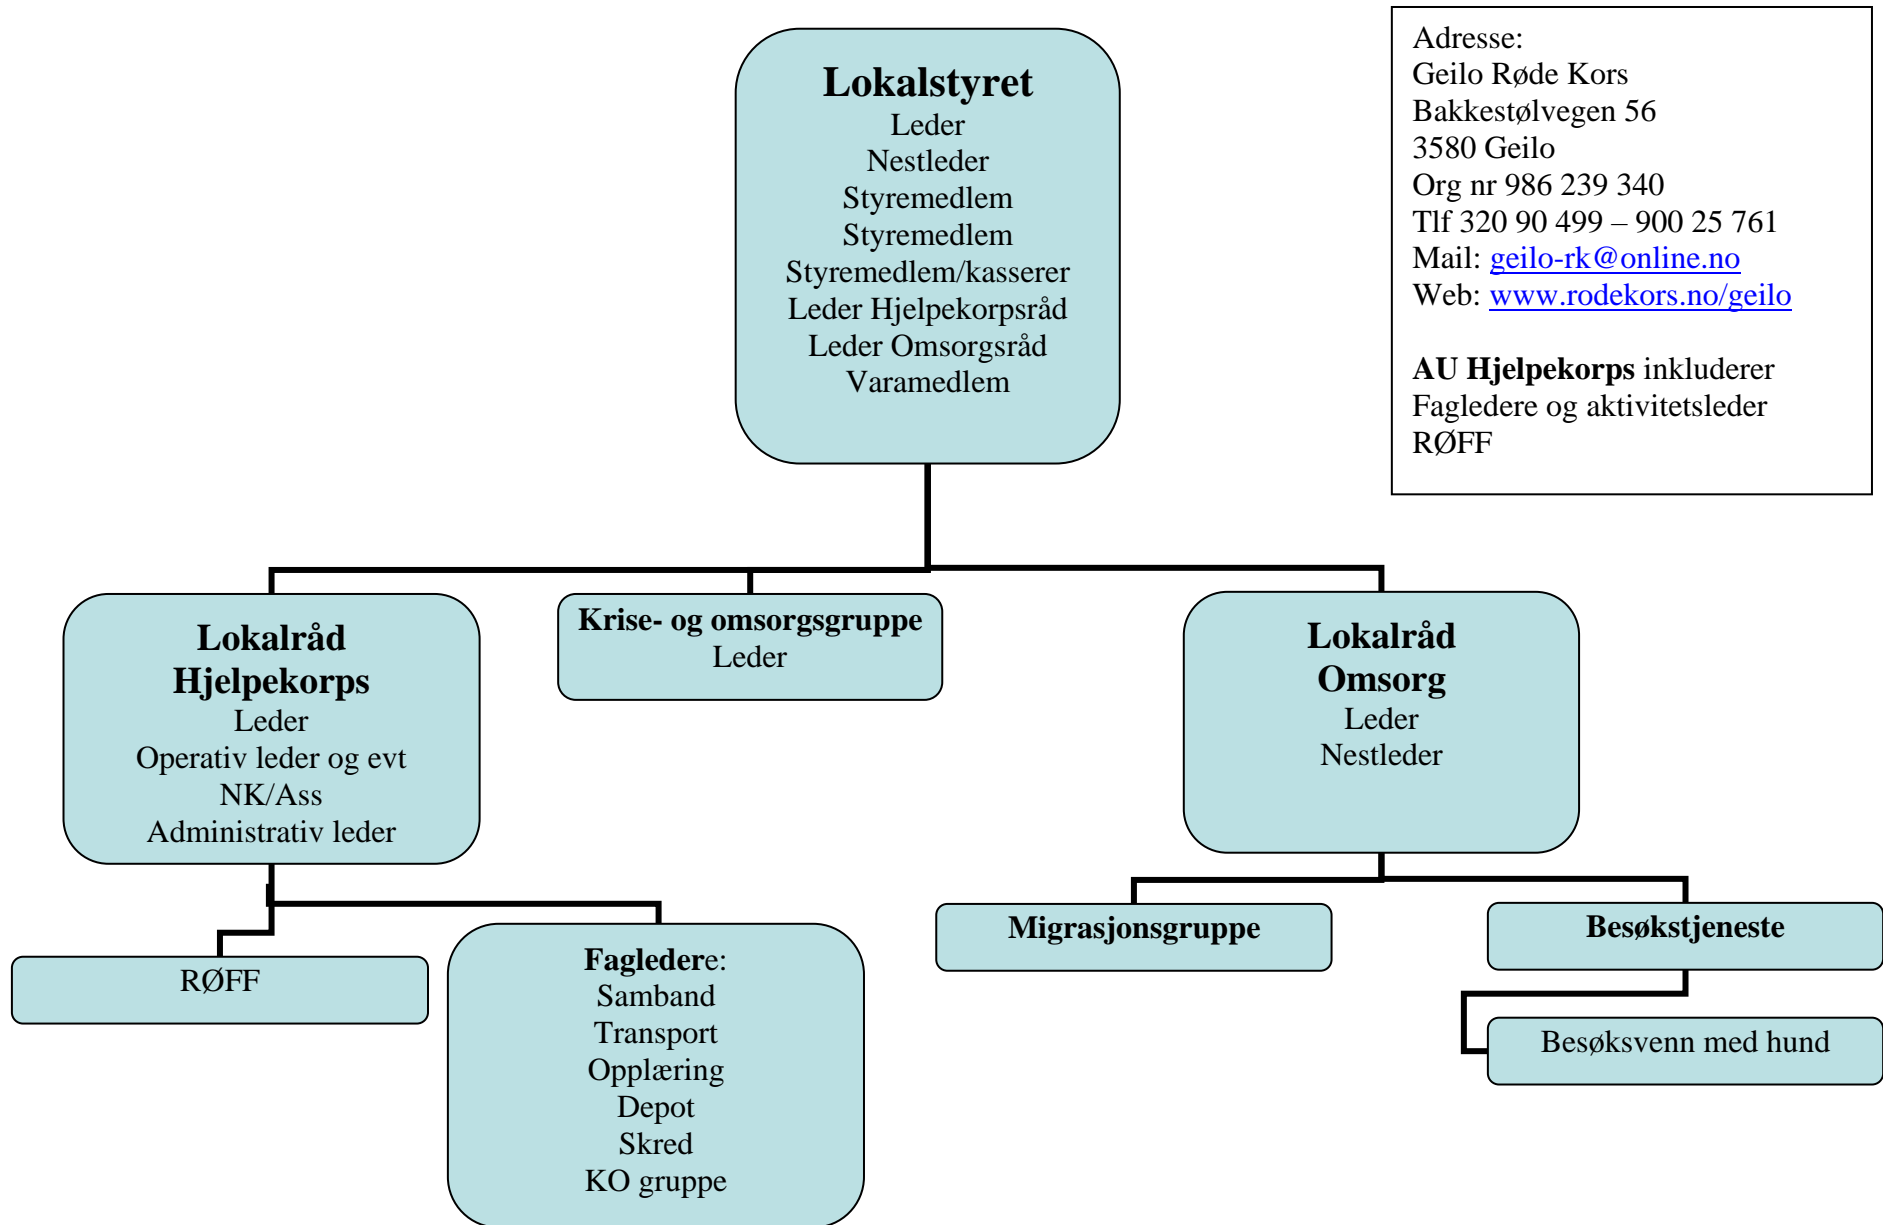 Lokalstyret
Leder
Nestleder
Styremedlem
Styremedlem
Styremedlem/kasserer
Leder Hjelpekorpsråd
Leder Omsorgsråd
Varamedlem
Adresse:
Geilo Røde Kors
Bakkestølvegen 56
3580 Geilo
Org nr 986 239 340
Tlf 320 90 499 – 900 25 761
Mail: geilo-rk@online.no
Web: www.rodekors.no/geilo
AU Hjelpekorps inkluderer
Fagledere og aktivitetsleder
RØFF
Lokalråd
Hjelpekorps
Leder
Operativ leder og evt
NK/Ass
Administrativ leder
Krise- og omsorgsgruppe
Leder
Lokalråd
Omsorg
Leder
Nestleder
RØFF
Fagledere:
Samband
Transport
Opplæring
Depot
Skred
KO gruppe
Migrasjonsgruppe
Besøkstjeneste
Besøksvenn med hund